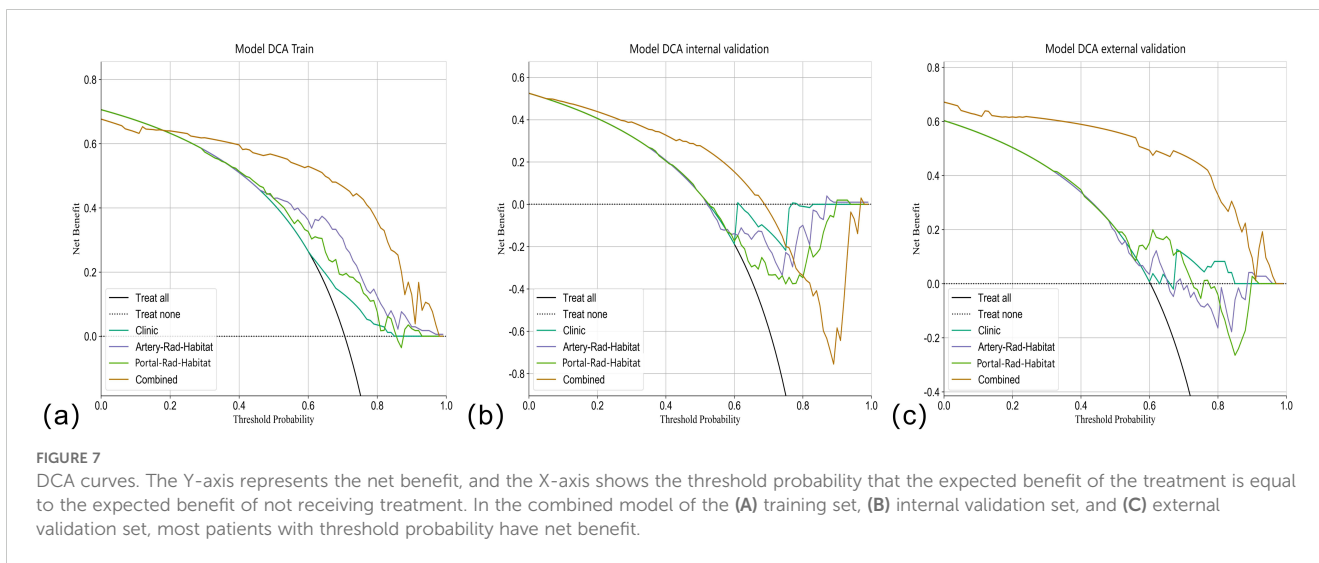 Model DCA Train
0.8
0.6
0.4
0.2
0.0
Net Benefit
Treat all
Treat none
Clinic
Artery-Rad-Habitat
Portal-Rad-Habitat
Combined
0.0 0.2 0.4 0.6 0.8 1.0
Threshold Probability
(a)
Model DCA internal validation
0.6
0.4
0.2
0.0
-0.2
-0.4
-0.6
-0.8
Net Benefit
Treat all
Treat none
Clinic
Artery-Rad-Habitat
Portal-Rad-Habitat
Combined
0.0 0.2 0.4 0.6 0.8 1.0
Threshold Probability
(b)
Model DCA external validation
0.8
0.6
0.4
0.2
0.0
-0.2
-0.4
Net Benefit
Treat all
Treat none
Clinic
Artery-Rad-Habitat
Portal-Rad-Habitat
Combined
0.0 0.2 0.4 0.6 0.8 1.0
Threshold Probability
(c)
FIGURE 7
DCA curves. The Y-axis represents the net benefit, and the X-axis shows the threshold probability that the expected benefit of the treatment is equal
to the expected benefit of not receiving treatment. In the combined model of the (A) training set, (B) internal validation set, and (C) external
validation set, most patients with threshold probability have net benefit.